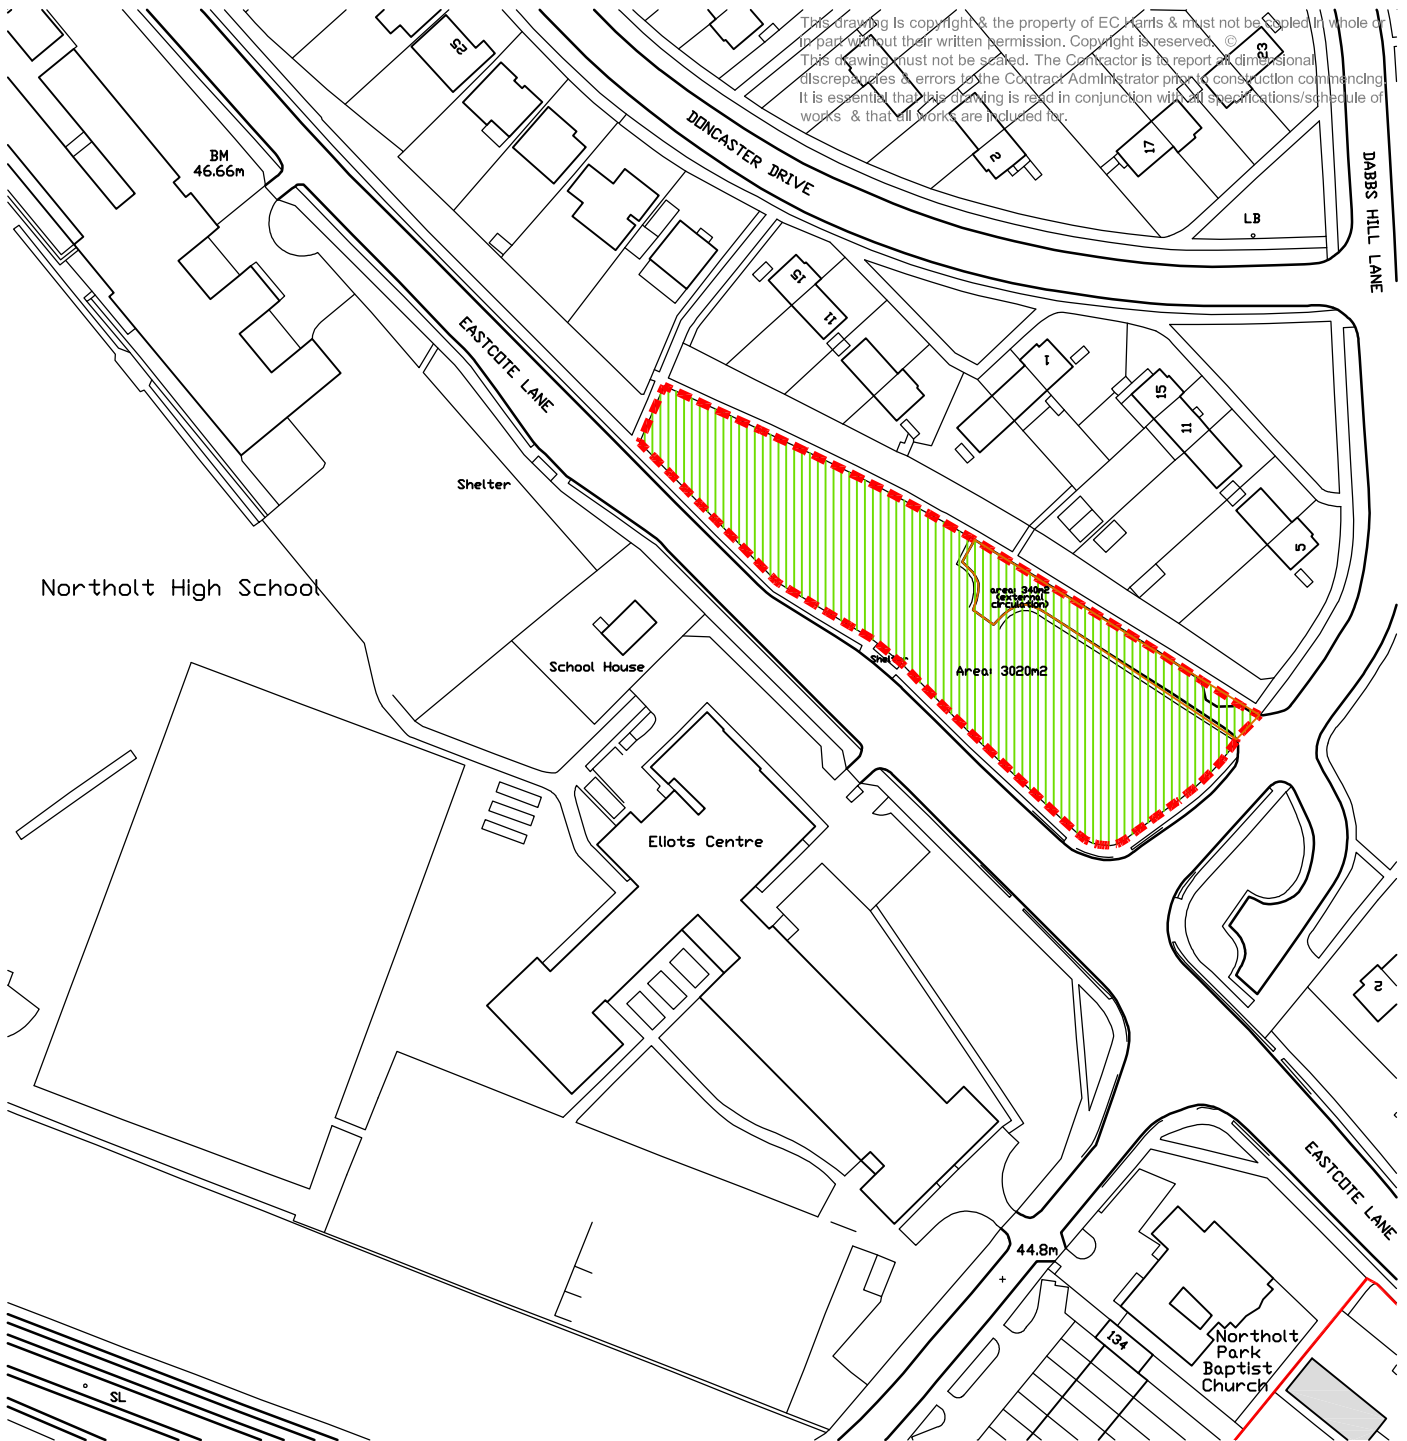 This drawing is copyright & the property of EC Harris & must not be copied in whole or
in part without their written permission. Copyright is reserved. ©
This drawing must not be scaled. The Contractor is to report all dimensional
discrepancies & errors to the Contract Administrator prior to construction commencing.
It is essential that this drawing is read in conjunction with all specifications/schedule of
works & that all works are included for.
25
23
17
2
DONCASTER DRIVE
DABBS HILL LANE
BM
46.66m
LB
15
11
EASTCOTE LANE
1
15
11
5
Shelter
Northolt High School
area: 340m2
(external
circulation)
School House
Shelter
Area: 3020m2
Eliots Centre
2
EASTCOTE LANE
44.8m
134
Northolt
Park
Baptist
Church
SL